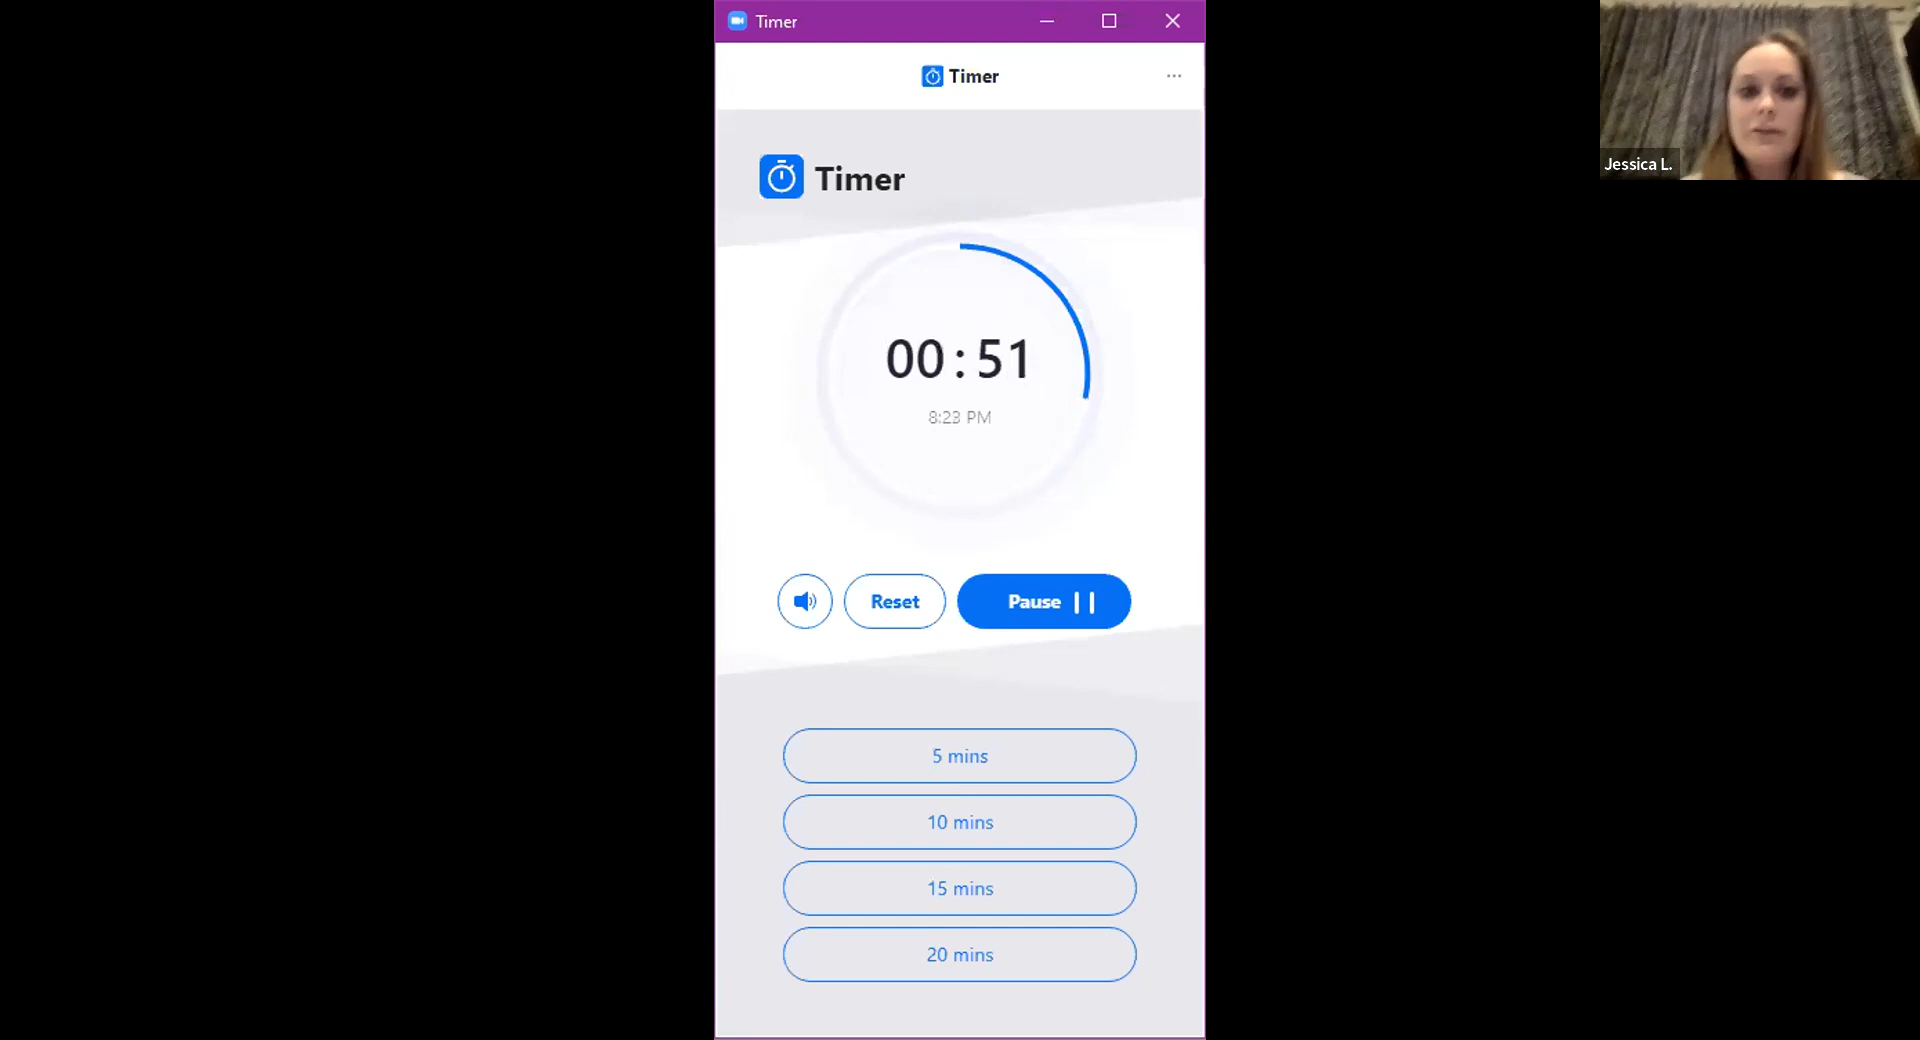 Timer
Timer
...
Timer
00:51
8:23 PM
Reset
Pause
5 mins
10 mins
15 mins
20 mins
Jessica L.